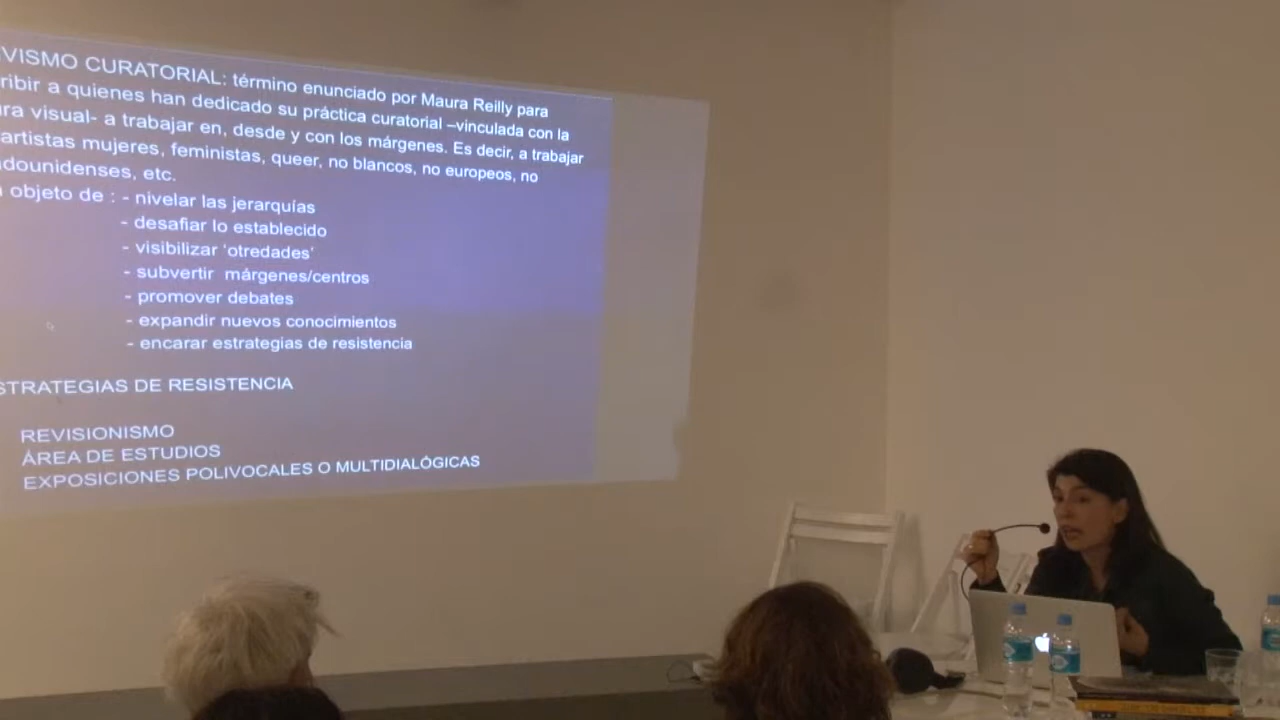 VISMO CURATORIAL: término enunciado por Maura Reilly para
ribir a quienes han dedicado su práctica curatorial –vinculada con la
ra visual- a trabajar en, desde y con los márgenes. Es decir, a trabajar
artistas mujeres, feministas, queer, no blancos, no europeos, no
adounidenses, etc.
objeto de : - nivelar las jerarquías
- desafiar lo establecido
- visibilizar ‘otredades’
- subvertir márgenes/centros
- promover debates
- expandir nuevos conocimientos
- encarar estrategias de resistencia
STRATEGIAS DE RESISTENCIA
REVISIONISMO
ÁREA DE ESTUDIOS
EXPOSICIONES POLIVOCALES O MULTIDIALÓGICAS